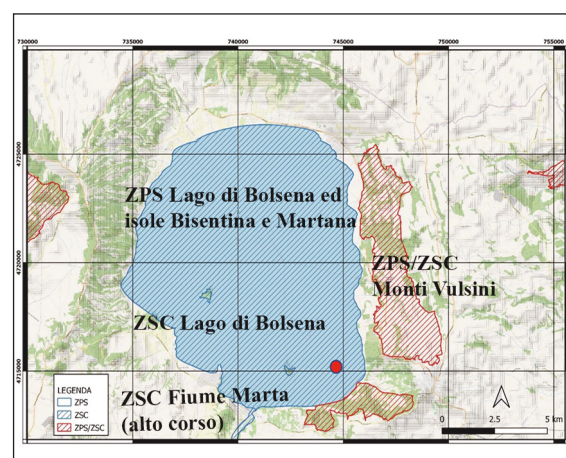 730000 735000 740000 745000 750000 755000
4725000
ZPS Lago di Bolsena ed
isole Bisentina e Martana
4720000
ZPS/ZSC
Monti Vulsini
ZSC Lago di Bolsena
4715000
ZSC Fiume Marta
(alto corso)
LEGENDA
ZPS
ZSC
ZPS/ZSC
0 2.5 5 km